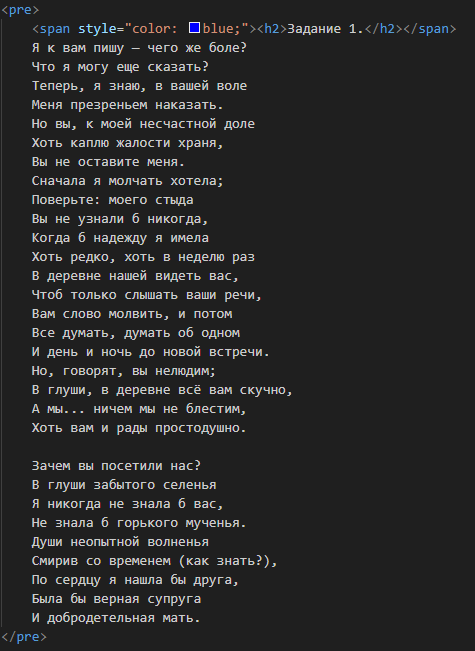 <pre>
<span style="color: blue;"><h2>Задание 1.</h2></span>
Я к вам пишу – чего же боле?
Что я могу еще сказать?
Теперь, я знаю, в вашей воле
Меня презреньем наказать.
Но вы, к моей несчастной доле
Хоть каплю жалости храня,
Вы не оставите меня.
Сначала я молчать хотела;
Поверьте: моего стыда
Вы не узнали б никогда,
Когда б надежду я имела
Хоть редко, хоть в неделю раз
В деревне нашей видеть вас,
Чтоб только слышать ваши речи,
Вам слово молвить, и потом
Все думать, думать об одном
И день и ночь до новой встречи.
Но, говорят, вы нелюдим;
В глуши, в деревне всё вам скучно,
А мы... ничем мы не блестим,
Хоть вам и рады простодушно.

Зачем вы посетили нас?
В глуши забытого селенья
Я никогда не знала б вас,
Не знала б горького мученья.
Души неопытной волненья
Смирив со временем (как знать?),
По сердцу я нашла бы друга,
Была бы верная супруга
И добродетельная мать.
</pre>